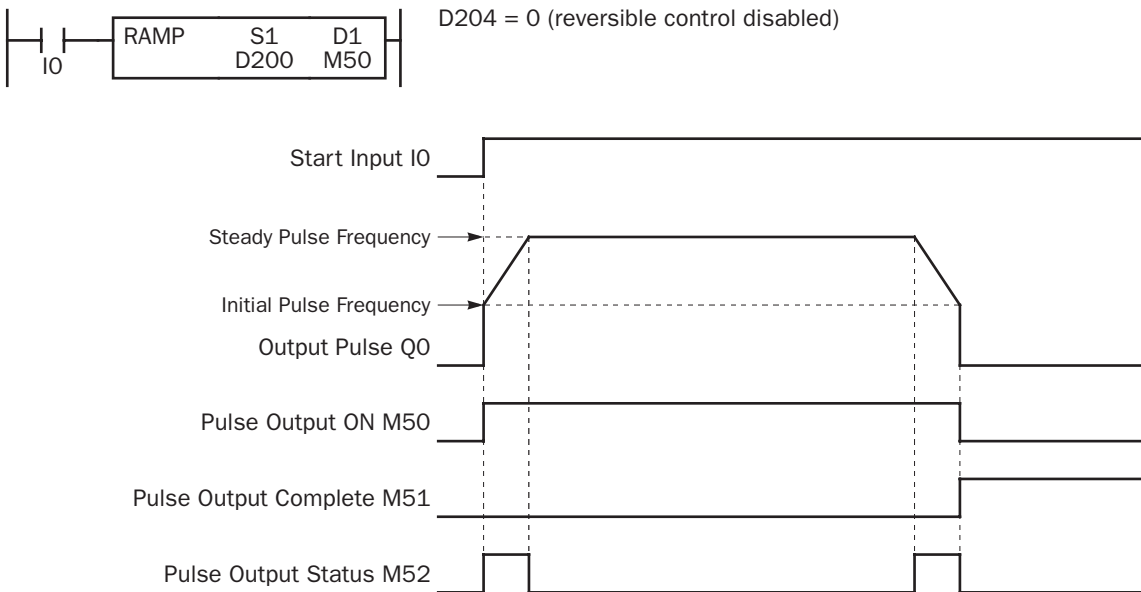 RAMP S1 D1
D200 M50
I0
D204 = 0 (reversible control disabled)
Start Input I0
Steady Pulse Frequency
Initial Pulse Frequency
Output Pulse Q0
Pulse Output ON M50
Pulse Output Complete M51
Pulse Output Status M52